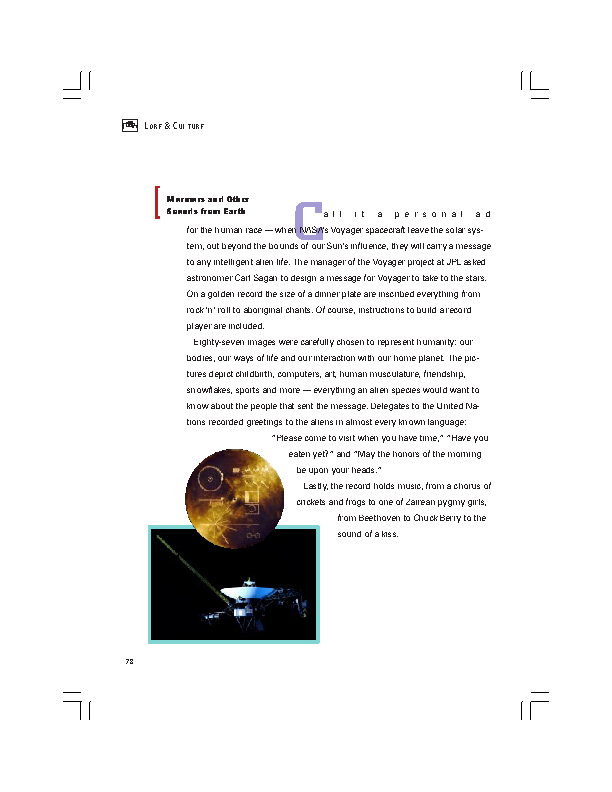 LORE & CULTURE
Murmurs and Other
Sounds from Earth
Call it a personal ad
for the human race — when NASA's Voyager spacecraft leave the solar sys-
tem, out beyond the bounds of our Sun's influence, they will carry a message
to any intelligent alien life. The manager of the Voyager project at JPL asked
astronomer Carl Sagan to design a message for Voyager to take to the stars.
On a golden record the size of a dinner plate are inscribed everything from
rock 'n' roll to aboriginal chants. Of course, instructions to build a record
player are included.
Eighty-seven images were carefully chosen to represent humanity: our
bodies, our ways of life and our interaction with our home planet. The pic-
tures depict childbirth, computers, art, human musculature, friendship,
snowflakes, sports and more — everything an alien species would want to
know about the people that sent the message. Delegates to the United Na-
tions recorded greetings to the aliens in almost every known language:
"Please come to visit when you have time," "Have you
eaten yet?" and "May the honors of the morning
be upon your heads."
Lastly, the record holds music, from a chorus of
crickets and frogs to one of Zairean pygmy girls,
from Beethoven to Chuck Berry to the
sound of a kiss.
78